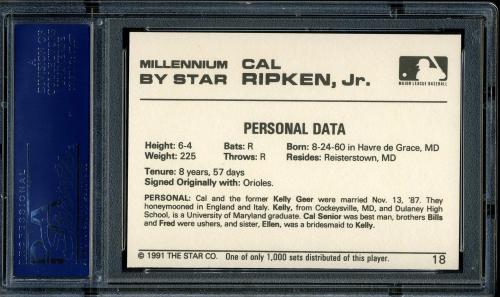 MILLENNIUM BY STAR
CAL RIPKEN, Jr.
MAJOR LEAGUE BASEBALL
PERSONAL DATA
Height: 6-4 Bats: R Born: 8-24-60 in Havre de Grace, MD
Weight: 225 Throws: R Resides: Reisterstown, MD
Tenure: 8 years, 57 days
Signed Originally with: Orioles.
PERSONAL: Cal and the former Kelly Geer were married Nov. 13, '87. They
honeymooned in England and Italy. Kelly, from Cockeysville, MD, and Dulaney High
School, is a University of Maryland graduate. Cal Senior was best man, brothers Bills
and Fred were ushers, and sister, Ellen, was a bridesmaid to Kelly.
© 1991 THE STAR CO. One of only 1,000 sets distributed of this player. 18
PSA
PROFESSIONAL